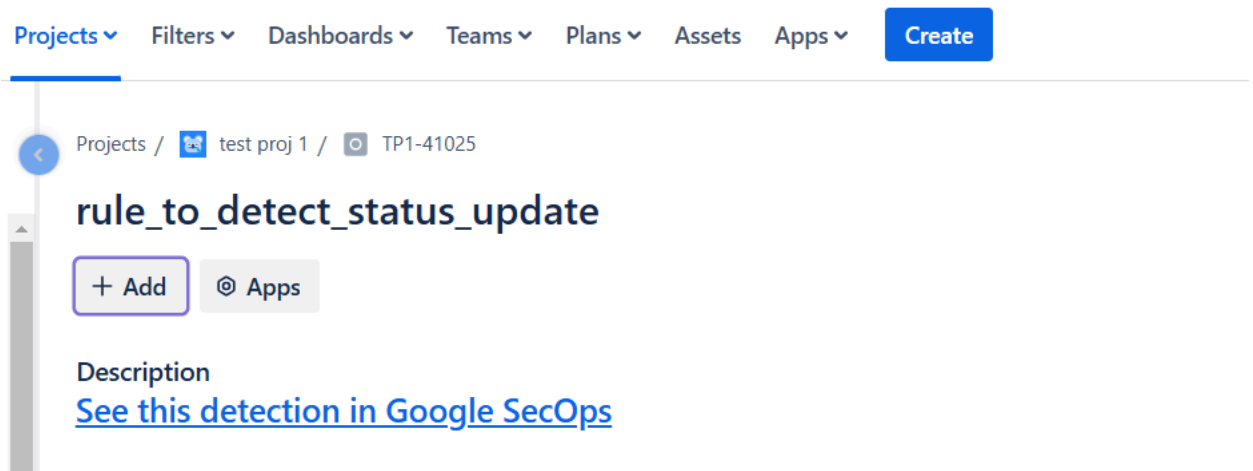 Projects Filters Dashboards Teams Plans Assets Apps Create
Projects / test proj 1 / TP1-41025
rule_to_detect_status_update
+ Add Apps
Description
See this detection in Google SecOps